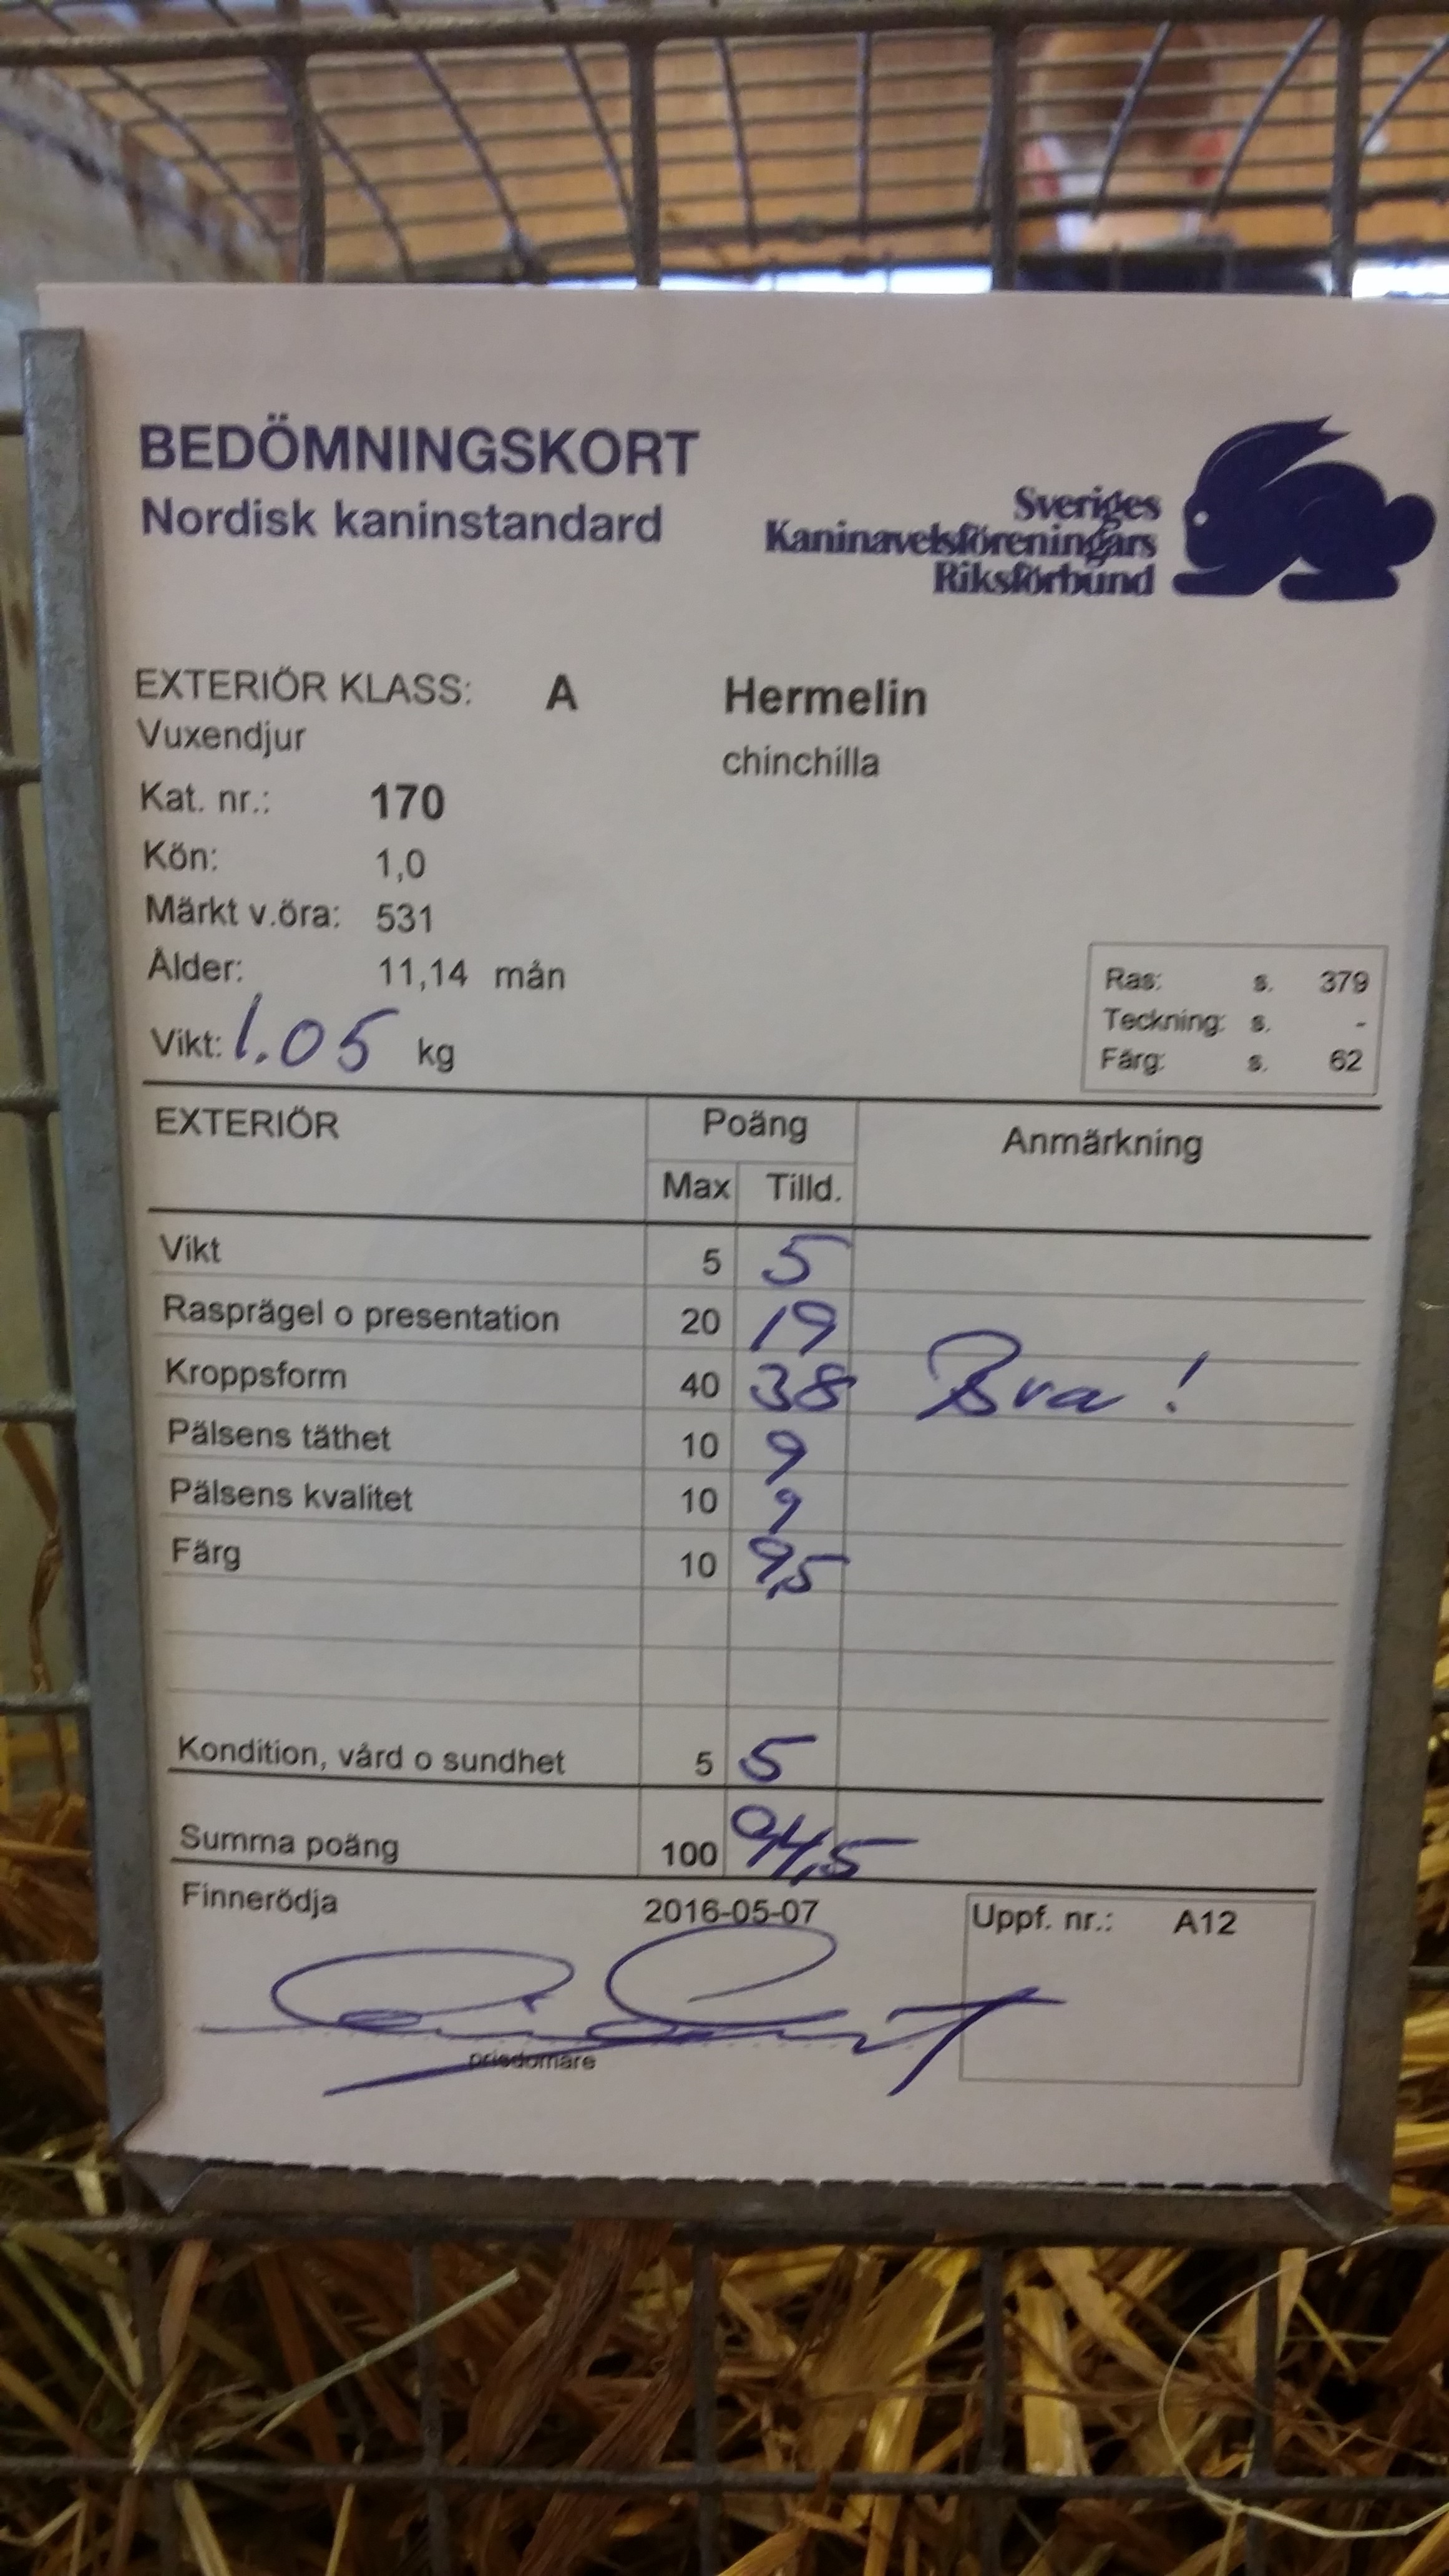 BEDÖMNINGSKORT
Nordisk kaninstandard
Sveriges
Kaninavelsföreningars
Riksförbund
EXTERIÖR KLASS: A Hermelin
Vuxendjur
chinchilla
Kat. nr.: 170
Kön: 1,0
Märkt v.öra: 531
Ålder: 11,14 mån
Vikt: 1.05 kg
Ras: s. 379
Teckning: s. -
Färg: s. 62
EXTERIÖR Poäng Anmärkning
Max Tilld.
Vikt 5 5
Rasprägel o presentation 20 19
Kroppsform 40 38 Bra!
Pälsens täthet 10 9
Pälsens kvalitet 10 9
Färg 10 9,5
Kondition, vård o sundhet 5 5
Summa poäng 100 94,5
Finnerödja 2016-05-07 Uppf. nr.: A12
prisdomare